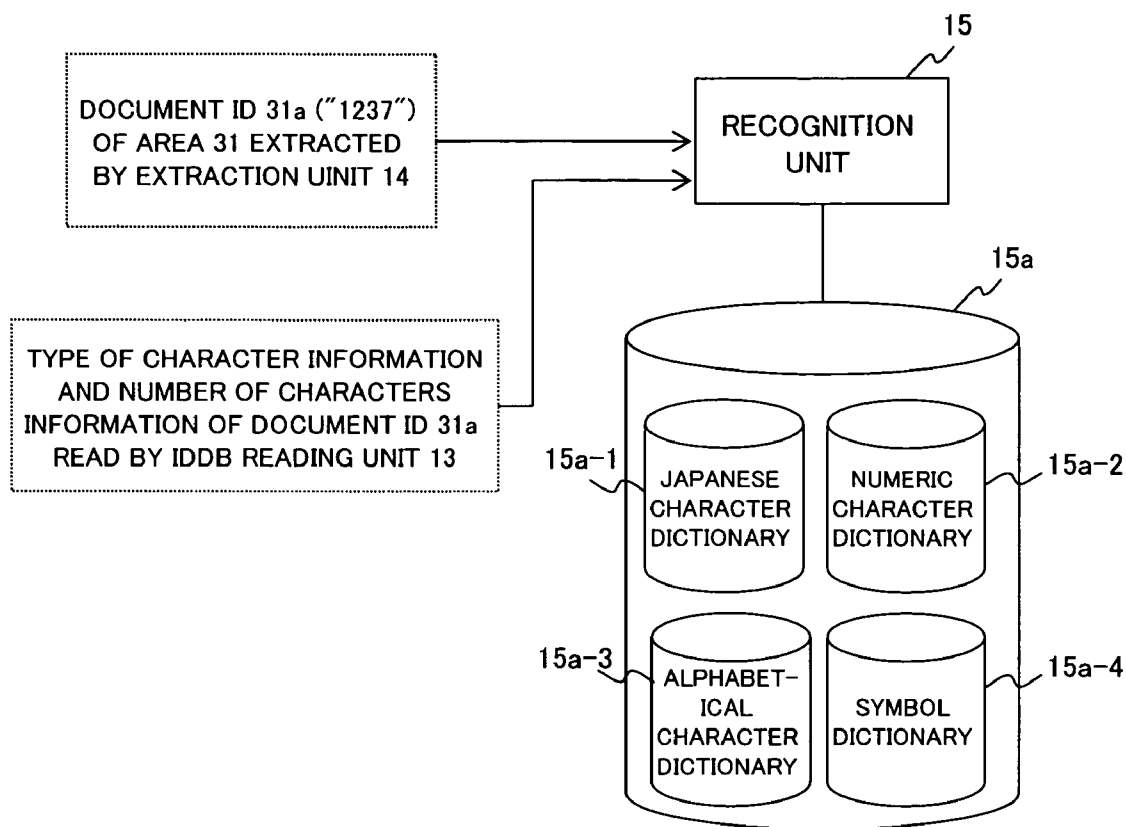 15
DOCUMENT ID 31a ("1237")
OF AREA 31 EXTRACTED
BY EXTRACTION UINIT 14
RECOGNITION
UNIT
15a
TYPE OF CHARACTER INFORMATION
AND NUMBER OF CHARACTERS
INFORMATION OF DOCUMENT ID 31a
READ BY IDDB READING UNIT 13
15a-1
JAPANESE
CHARACTER
DICTIONARY
15a-2
NUMERIC
CHARACTER
DICTIONARY
15a-3
ALPHABET-
ICAL
CHARACTER
DICTIONARY
15a-4
SYMBOL
DICTIONARY